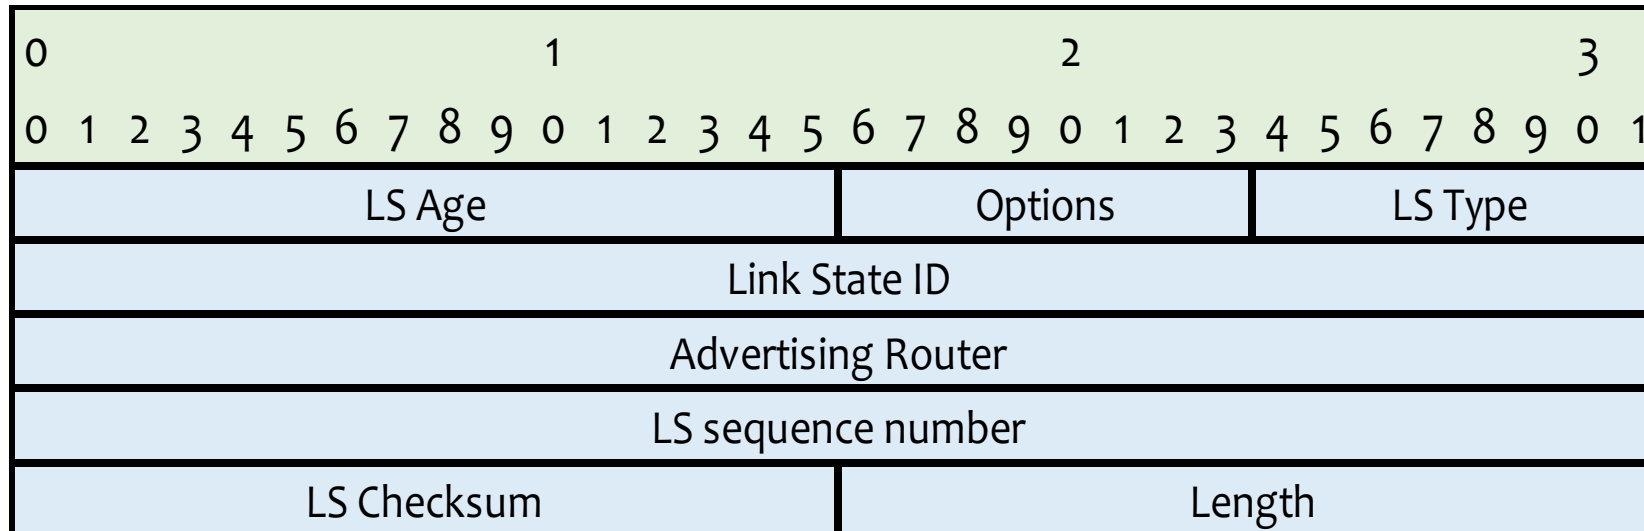 0 1 2 3
0 1 2 3 4 5 6 7 8 9 0 1 2 3 4 5 6 7 8 9 0 1 2 3 4 5 6 7 8 9 0 1
LS Age Options LS Type
Link State ID
Advertising Router
LS sequence number
LS Checksum Length